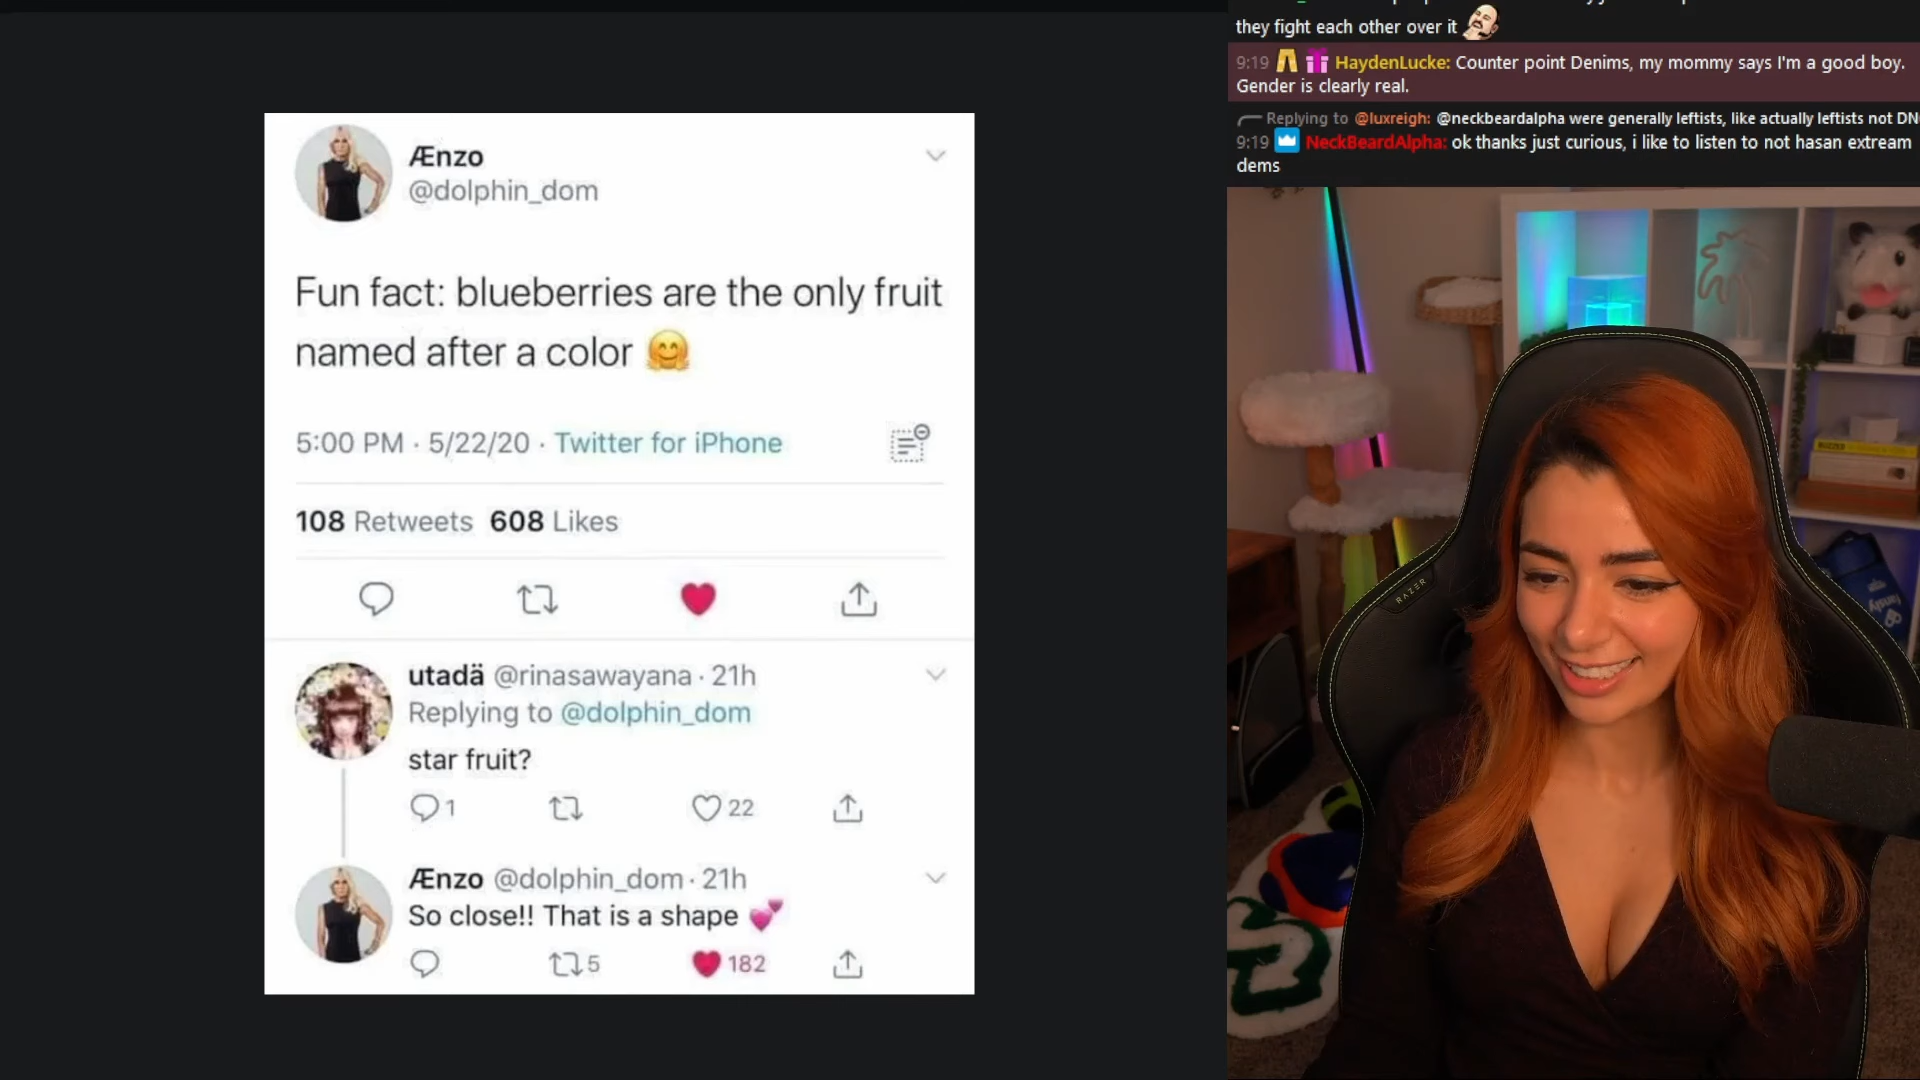 Ænzo
@dolphin_dom
Fun fact: blueberries are the only fruit
named after a color 🤗
5:00 PM · 5/22/20 · Twitter for iPhone
108 Retweets 608 Likes
utadä @rinasawayana · 21h
Replying to @dolphin_dom
star fruit?
1 22
Ænzo @dolphin_dom · 21h
So close!! That is a shape 💕
5 182
they fight each other over it
9:19 HaydenLucke: Counter point Denims, my mommy says I'm a good boy.
Gender is clearly real.
Replying to @luxreigh: @neckbeardalpha were generally leftists, like actually leftists not DN
9:19 NeckBeardAlpha: ok thanks just curious, i like to listen to not hasan extream
dems
RAZER
fansly